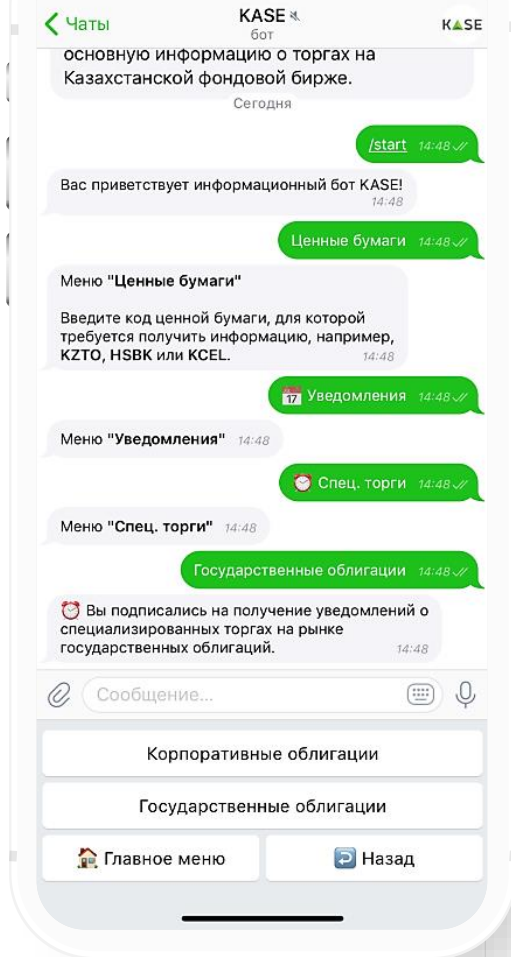 Чаты
KASE
бот
KASE
основную информацию о торгах на
Казахстанской фондовой бирже.
Сегодня
/start 14:48
Вас приветствует информационный бот KASE!
14:48
Ценные бумаги 14:48
Меню "Ценные бумаги"
Введите код ценной бумаги, для которой
требуется получить информацию, например,
KZTO, HSBK или KCEL. 14:48
17 Уведомления 14:48
Меню "Уведомления" 14:48
Спец. торги 14:48
Меню "Спец. торги" 14:48
Государственные облигации 14:48
Вы подписались на получение уведомлений о
специализированных торгах на рынке
государственных облигаций. 14:48
Сообщение...
Корпоративные облигации
Государственные облигации
Главное меню
Назад